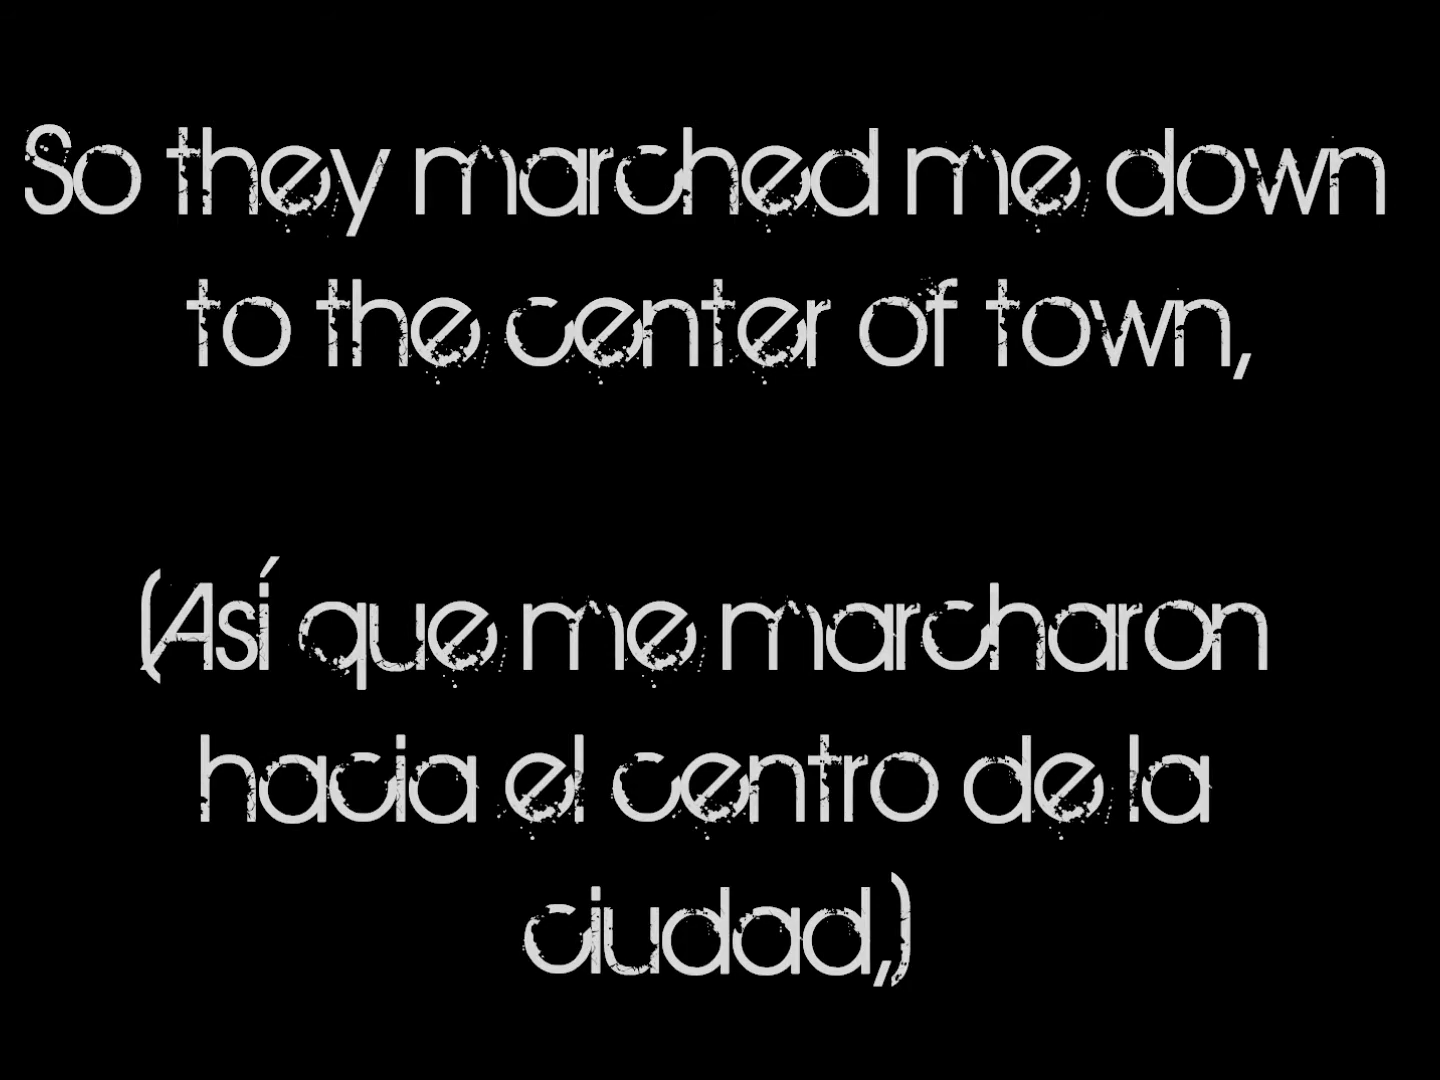 So they marched me down
to the center of town,
(Así que me marcharon
hacia el centro de la
ciudad,)